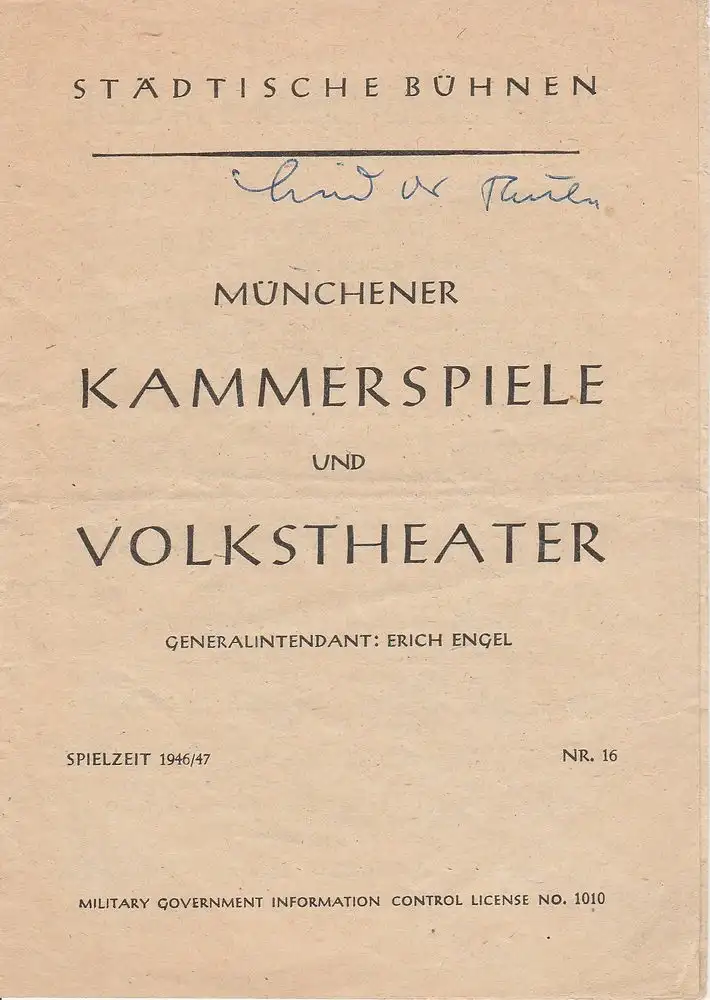 STÄDTISCHE BÜHNEN
MÜNCHENER
KAMMERSPIELE
UND
VOLKSTHEATER
GENERALINTENDANT: ERICH ENGEL
SPIELZEIT 1946/47 NR. 16
MILITARY GOVERNMENT INFORMATION CONTROL LICENSE NO. 1010